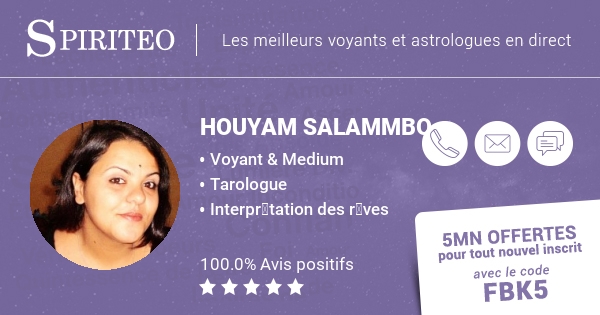 SPIRITEO
Les meilleurs voyants et astrologues en direct
HOUYAM SALAMMBO
• Voyant & Medium
• Tarologue
• Interpr▯tation des r▯ves
100.0% Avis positifs
5MN OFFERTES
pour tout nouvel inscrit
avec le code
FBK5